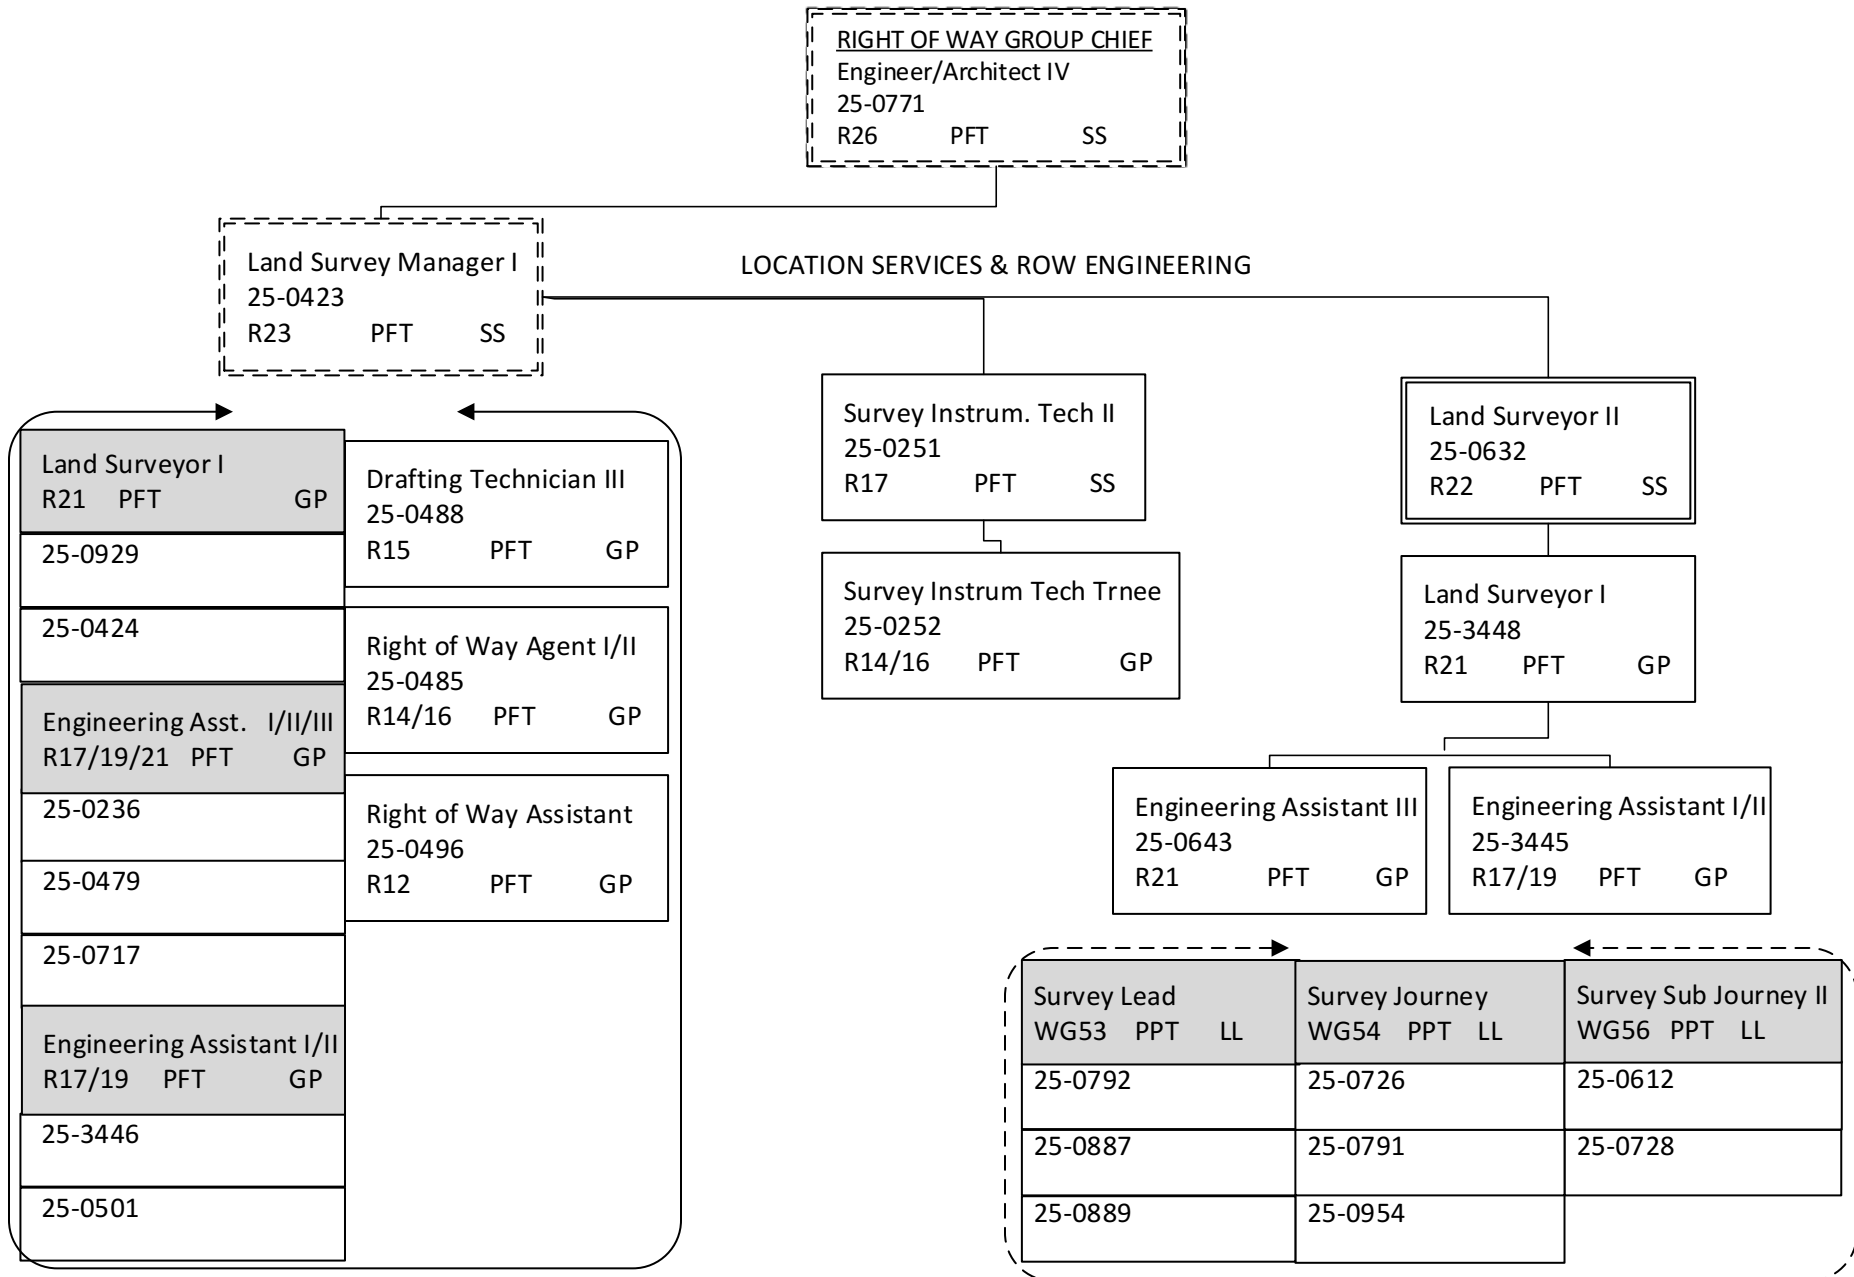 RIGHT OF WAY GROUP CHIEF
Engineer/Architect IV
25-0771
R26 PFT SS
Land Survey Manager I
25-0423
R23 PFT SS
LOCATION SERVICES & ROW ENGINEERING
Land Surveyor I
R21 PFT GP
25-0929
25-0424
Engineering Asst. I/II/III
R17/19/21 PFT GP
25-0236
25-0479
25-0717
Engineering Assistant I/II
R17/19 PFT GP
25-3446
25-0501
Drafting Technician III
25-0488
R15 PFT GP
Right of Way Agent I/II
25-0485
R14/16 PFT GP
Right of Way Assistant
25-0496
R12 PFT GP
Survey Instrum. Tech II
25-0251
R17 PFT SS
Survey Instrum Tech Trnee
25-0252
R14/16 PFT GP
Land Surveyor II
25-0632
R22 PFT SS
Land Surveyor I
25-3448
R21 PFT GP
Engineering Assistant III
25-0643
R21 PFT GP
Engineering Assistant I/II
25-3445
R17/19 PFT GP
Survey Lead
WG53 PPT LL
25-0792
25-0887
25-0889
Survey Journey
WG54 PPT LL
25-0726
25-0791
25-0954
Survey Sub Journey II
WG56 PPT LL
25-0612
25-0728